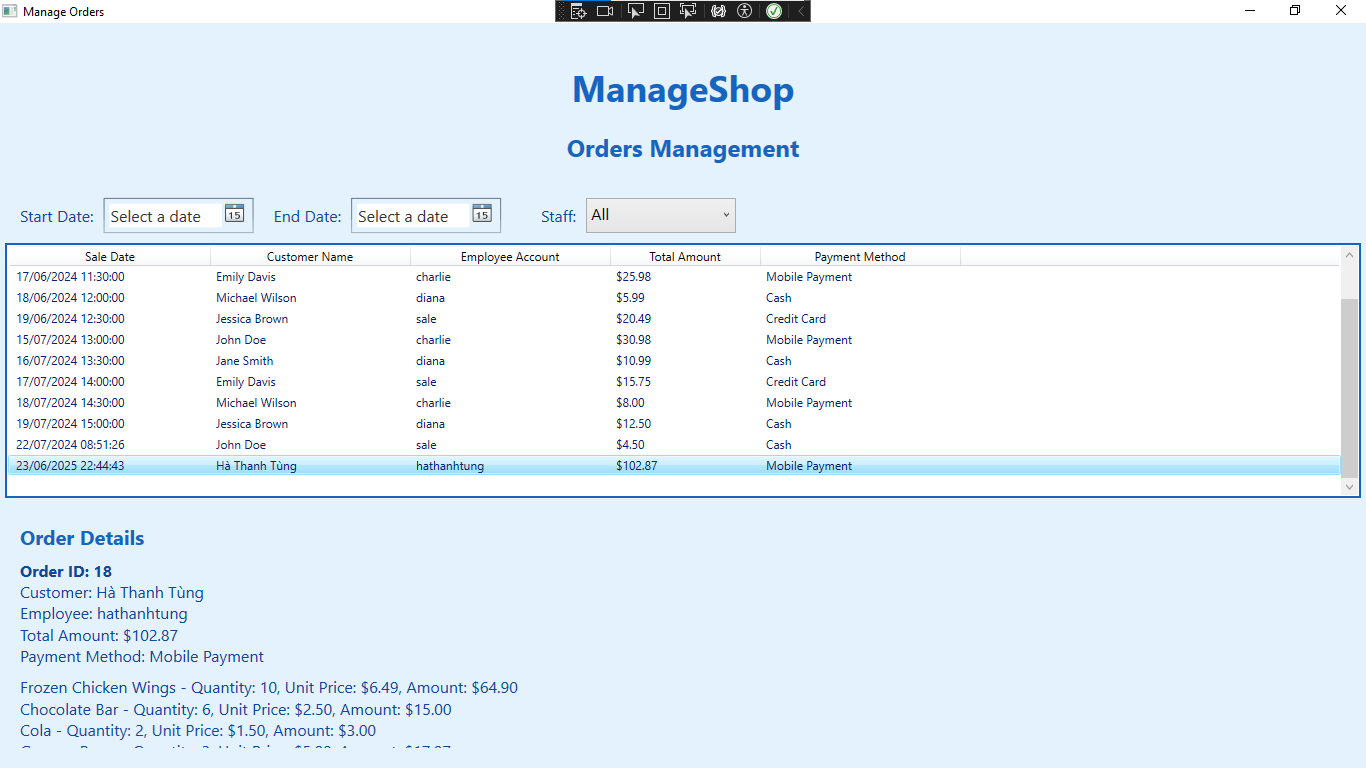 Manage Orders
ManageShop
Orders Management
Start Date: Select a date 15 End Date: Select a date 15 Staff: All
Sale Date Customer Name Employee Account Total Amount Payment Method
17/06/2024 11:30:00 Emily Davis charlie $25.98 Mobile Payment
18/06/2024 12:00:00 Michael Wilson diana $5.99 Cash
19/06/2024 12:30:00 Jessica Brown sale $20.49 Credit Card
15/07/2024 13:00:00 John Doe charlie $30.98 Mobile Payment
16/07/2024 13:30:00 Jane Smith diana $10.99 Cash
17/07/2024 14:00:00 Emily Davis sale $15.75 Credit Card
18/07/2024 14:30:00 Michael Wilson charlie $8.00 Mobile Payment
19/07/2024 15:00:00 Jessica Brown diana $12.50 Cash
22/07/2024 08:51:26 John Doe sale $4.50 Cash
23/06/2025 22:44:43 Hà Thanh Tùng hathanhtung $102.87 Mobile Payment
Order Details
Order ID: 18
Customer: Hà Thanh Tùng
Employee: hathanhtung
Total Amount: $102.87
Payment Method: Mobile Payment
Frozen Chicken Wings - Quantity: 10, Unit Price: $6.49, Amount: $64.90
Chocolate Bar - Quantity: 6, Unit Price: $2.50, Amount: $15.00
Cola - Quantity: 2, Unit Price: $1.50, Amount: $3.00